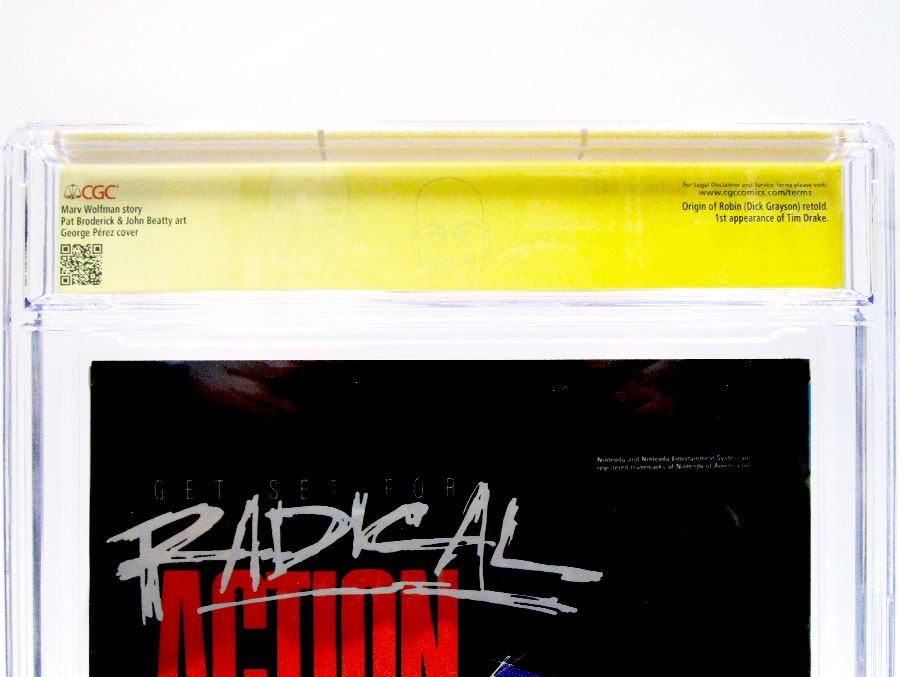 CGC
Marv Wolfman story
Pat Broderick & John Beatty art
George Pérez cover
For Legal Disclaimer and Service Terms please visit:
www.cgccomics.com/terms
Origin of Robin (Dick Grayson) retold.
1st appearance of Tim Drake.
Nintendo and Nintendo Entertainment System are
registered trademarks of Nintendo of America Inc.
GET SET FOR
RADICAL
ACTION